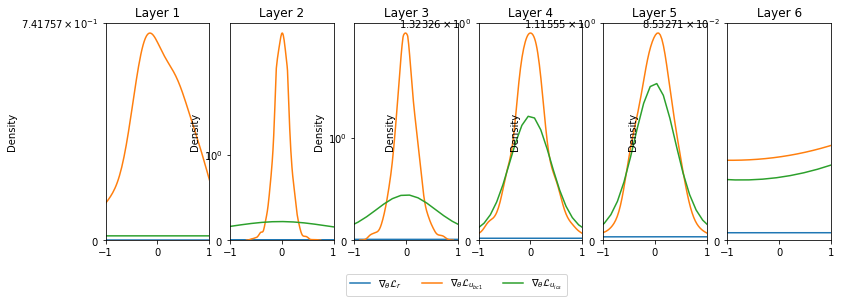 Layer 1 Layer 2 Layer 3 Layer 4 Layer 5 Layer 6
7.41757 × 10⁻¹ 1.32326 × 10⁰ 1.11555 × 10⁰ 8.53271 × 10⁻²
Density Density Density Density Density Density
10⁰ 10⁰
0 0 0 0 0 0
−1 0 1 −1 0 1 −1 0 1 −1 0 1 −1 0 1 −1 0 1
∇θℒr ∇θℒu_bc1 ∇θℒu_ics